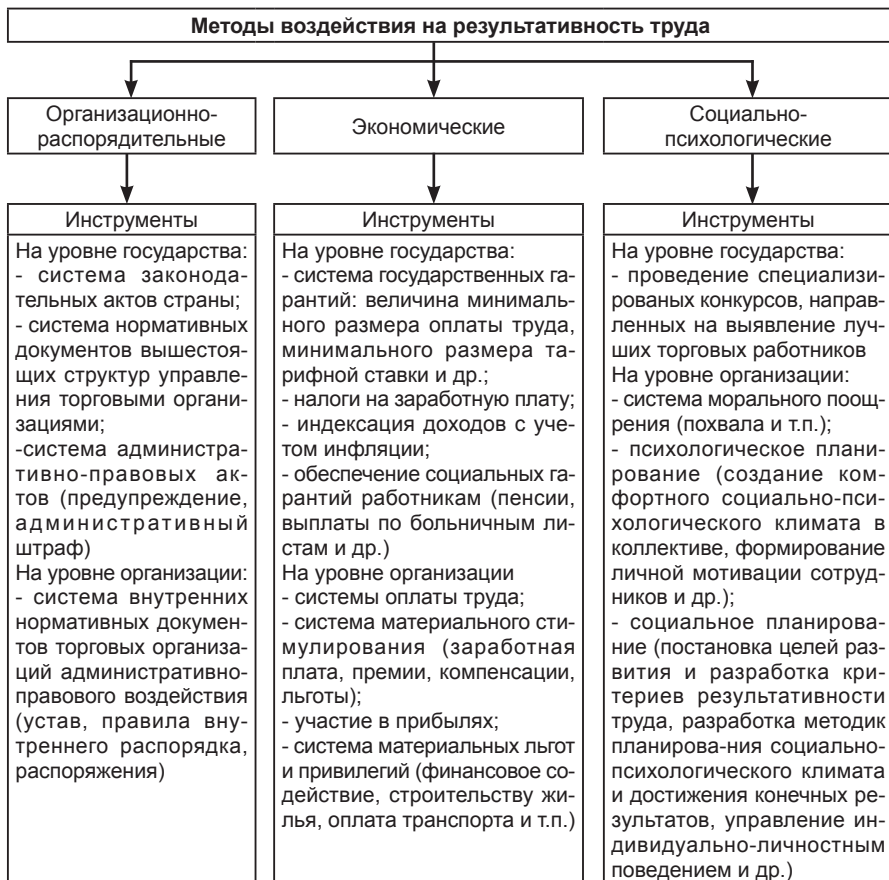 Методы воздействия на результативность труда
Организационно-
распорядительные
Экономические
Социально-
психологические
Инструменты
На уровне государства:
- система законода-
тельных актов страны;
- система нормативных
документов вышестоя-
щих структур управле-
ния торговыми органи-
зациями;
-система администра-
тивно-правовых ак-
тов (предупреждение,
административный
штраф)
На уровне организации:
- система внутренних
нормативных докумен-
тов торговых организа-
ций административно-
правового воздействия
(устав, правила вну-
треннего распорядка,
распоряжения)
Инструменты
На уровне государства:
- система государственных га-
рантий: величина минималь-
ного размера оплаты труда,
минимального размера та-
рифной ставки и др.;
- налоги на заработную плату;
- индексация доходов с уче-
том инфляции;
- обеспечение социальных га-
рантий работникам (пенсии,
выплаты по больничным ли-
стам и др.)
На уровне организации
- системы оплаты труда;
- система материального сти-
мулирования (заработная
плата, премии, компенсации,
льготы);
- участие в прибылях;
- система материальных льгот
и привилегий (финансовое со-
действие, строительству жи-
лья, оплата транспорта и т.п.)
Инструменты
На уровне государства:
- проведение специализи-
рованых конкурсов, направ-
ленных на выявление луч-
ших торговых работников
На уровне организации:
- система морального поощ-
рения (похвала и т.п.);
- психологическое плани-
рование (создание ком-
фортного социально-пси-
хологического климата в
коллективе, формирование
личной мотивации сотруд-
ников и др.);
- социальное планирова-
ние (постановка целей раз-
вития и разработка кри-
териев результативности
труда, разработка методик
планирова-ния социально-
психологического климата
и достижения конечных ре-
зультатов, управление ин-
дивидуально-личностным
поведением и др.)